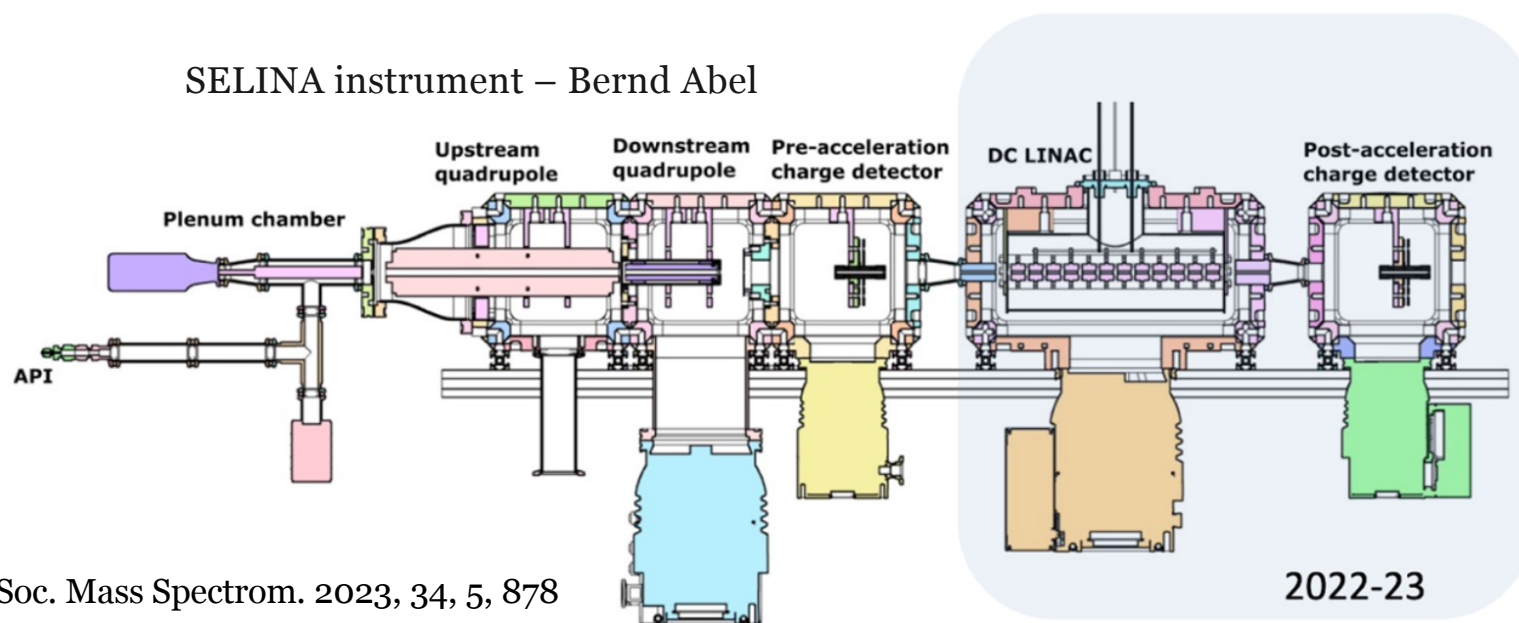 SELINA instrument – Bernd Abel
Upstream
quadrupole
Downstream
quadrupole
Pre-acceleration
charge detector
DC LINAC
Post-acceleration
charge detector
Plenum chamber
API
Soc. Mass Spectrom. 2023, 34, 5, 878
2022-23